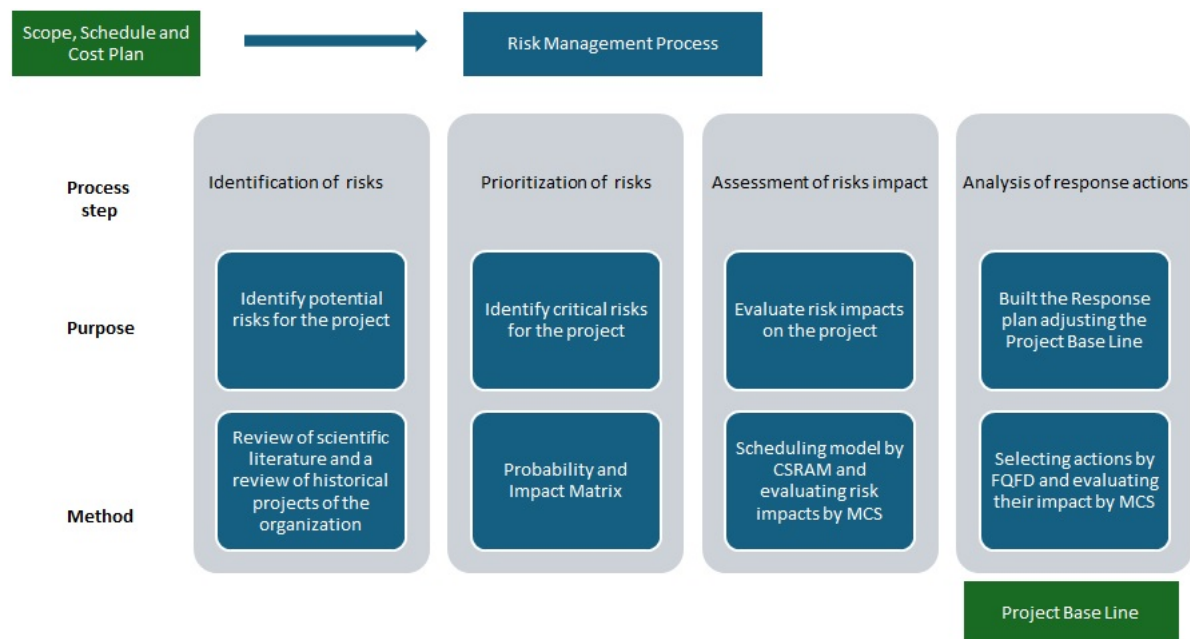 Scope, Schedule and
Cost Plan
Risk Management Process
Process
step
Identification of risks
Prioritization of risks
Assessment of risks impact
Analysis of response actions
Purpose
Identify potential
risks for the project
Identify critical risks
for the project
Evaluate risk impacts
on the project
Built the Response
plan adjusting the
Project Base Line
Method
Review of scientific
literature and a
review of historical
projects of the
organization
Probability and
Impact Matrix
Scheduling model by
CSRAM and
evaluating risk
impacts by MCS
Selecting actions by
FQFD and evaluating
their impact by MCS
Project Base Line